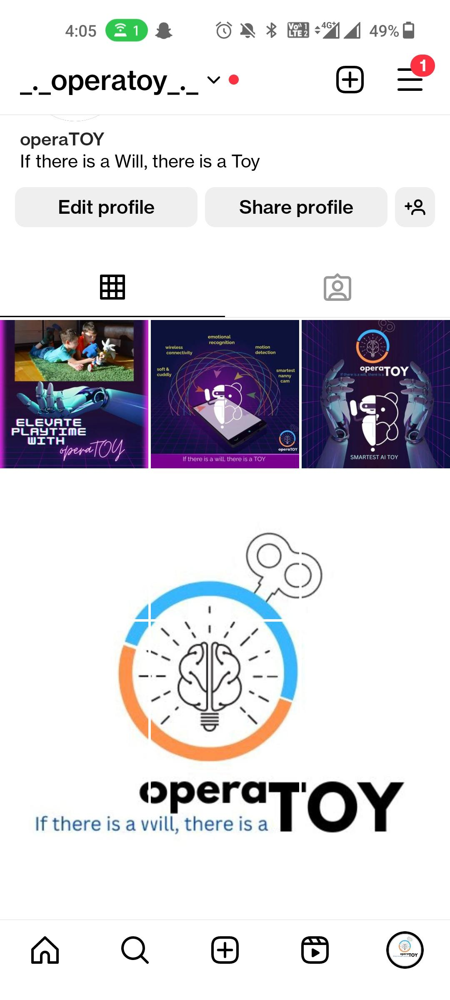 4:05
1
Vo 1
LTE 2
4G+
49%
_._operatoy_._
1
operaTOY
If there is a Will, there is a Toy
Edit profile
Share profile
ELEVATE
PLAYTIME
WITH
operaTOY
emotional
recognition
wireless
connectivity
motion
detection
soft &
cuddly
smartest
nanny
cam
operaTOY
If there is a will, there is a TOY
operaTOY
If there is a will, there is a
SMARTEST AI TOY
operaTOY
If there is a will, there is a
operaTOY